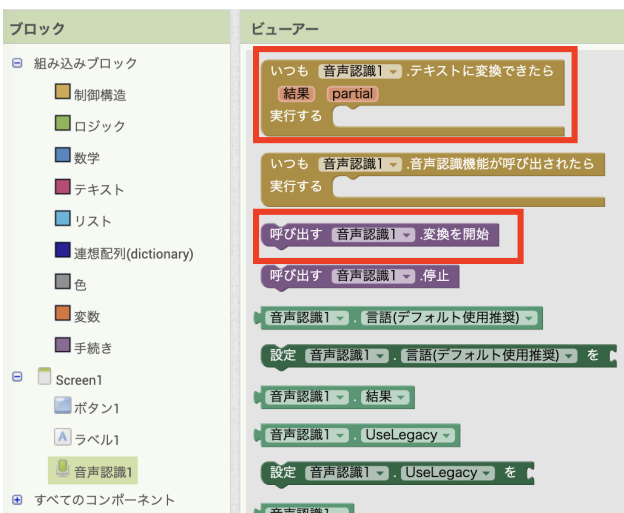 ブロック
組み込みブロック
制御構造
ロジック
数学
テキスト
リスト
連想配列(dictionary)
色
変数
手続き
Screen1
ボタン1
ラベル1
音声認識1
すべてのコンポーネント
ビューアー
いつも 音声認識1 .テキストに変換できたら
結果 partial
実行する
いつも 音声認識1 .音声認識機能が呼び出されたら
実行する
呼び出す 音声認識1 .変換を開始
呼び出す 音声認識1 .停止
音声認識1 . 言語(デフォルト使用推奨)
設定 音声認識1 . 言語(デフォルト使用推奨) を
音声認識1 . 結果
音声認識1 . UseLegacy
設定 音声認識1 . UseLegacy を
音声認識1